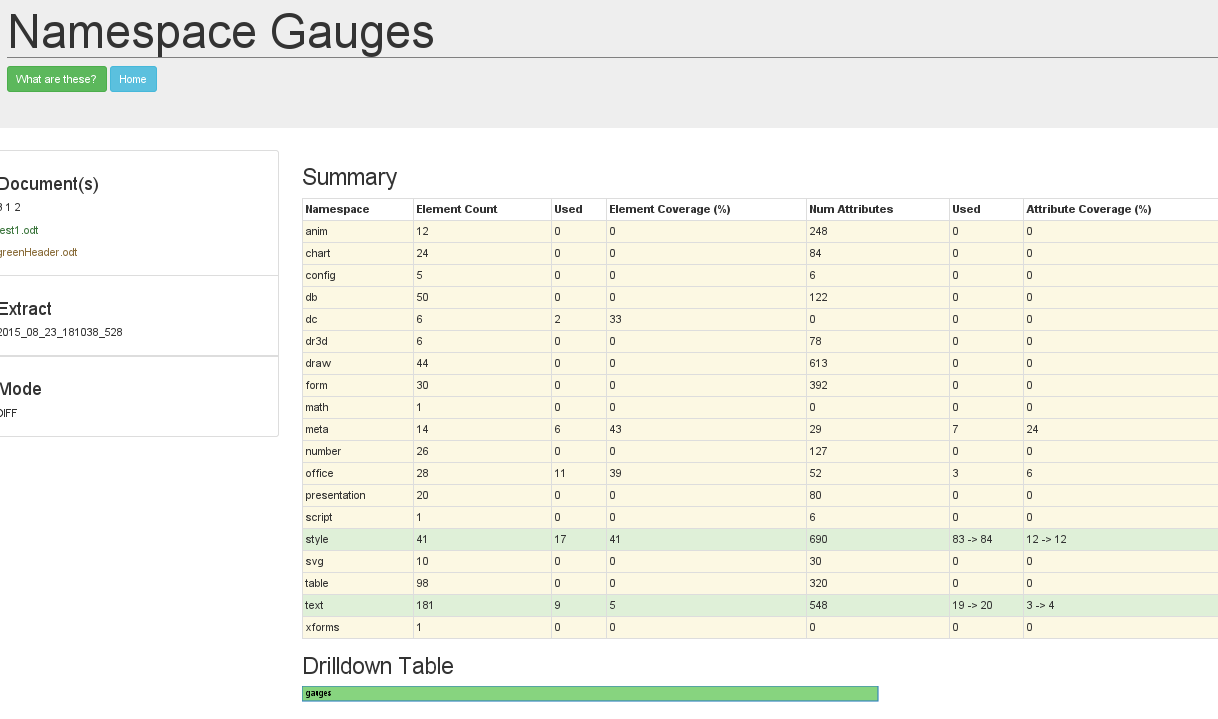 Namespace Gauges
What are these? Home
Document(s)
1 2
est1.odt
greenHeader.odt
Extract
2015_08_23_181038_528
Mode
DIFF
Summary
Namespace Element Count Used Element Coverage (%) Num Attributes Used Attribute Coverage (%)
anim 12 0 0 248 0 0
chart 24 0 0 84 0 0
config 5 0 0 6 0 0
db 50 0 0 122 0 0
dc 6 2 33 0 0 0
dr3d 6 0 0 78 0 0
draw 44 0 0 613 0 0
form 30 0 0 392 0 0
math 1 0 0 0 0 0
meta 14 6 43 29 7 24
number 26 0 0 127 0 0
office 28 11 39 52 3 6
presentation 20 0 0 80 0 0
script 1 0 0 6 0 0
style 41 17 41 690 83 -> 84 12 -> 12
svg 10 0 0 30 0 0
table 98 0 0 320 0 0
text 181 9 5 548 19 -> 20 3 -> 4
xforms 1 0 0 0 0 0
Drilldown Table
gauges